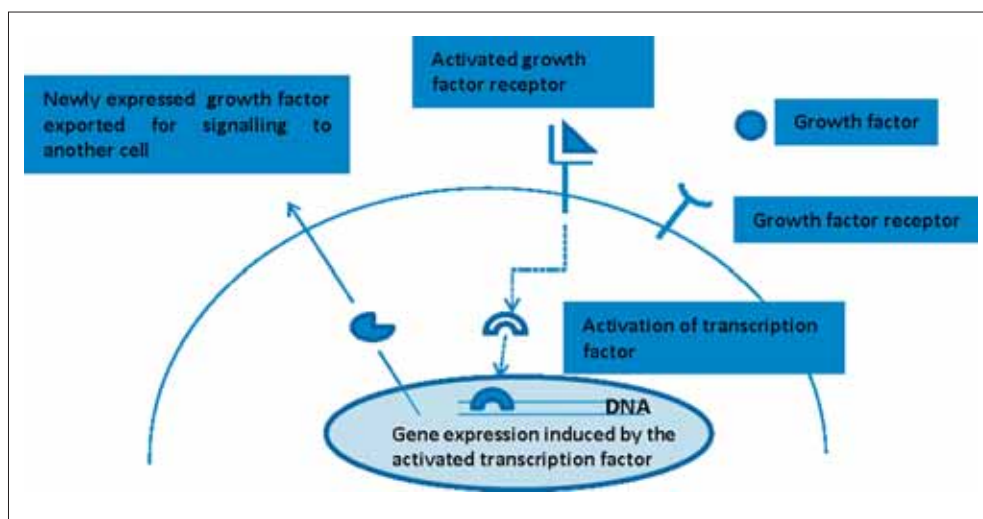 Activated growth
factor receptor
Newly expressed growth factor
exported for signalling to
another cell
Growth factor
Growth factor receptor
Activation of transcription
factor
DNA
Gene expression induced by the
activated transcription factor